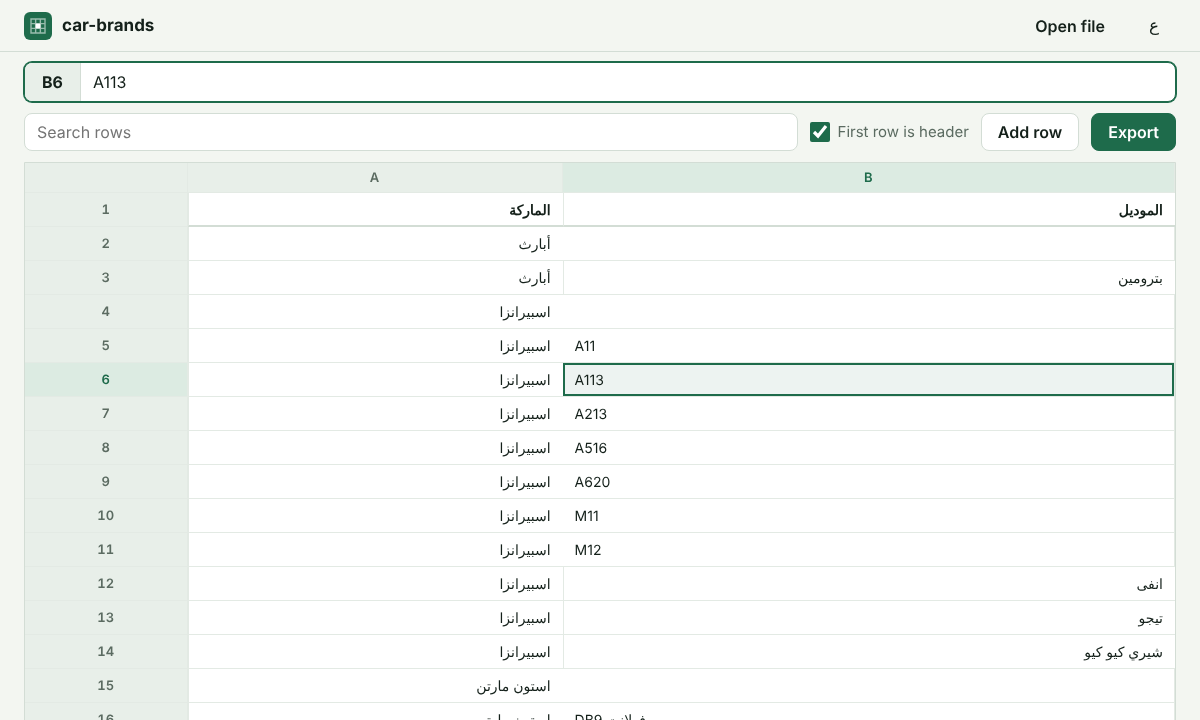 car-brands
Open file
ع
B6
A113
Search rows
First row is header
Add row
Export
A B
1 الماركة الموديل
2 أبارث
3 أبارث بترومين
4 اسبيرانزا
5 اسبيرانزا A11
6 اسبيرانزا A113
7 اسبيرانزا A213
8 اسبيرانزا A516
9 اسبيرانزا A620
10 اسبيرانزا M11
11 اسبيرانزا M12
12 اسبيرانزا انفى
13 اسبيرانزا تيجو
14 اسبيرانزا شيري كيو كيو
15 استون مارتن
16 DB9